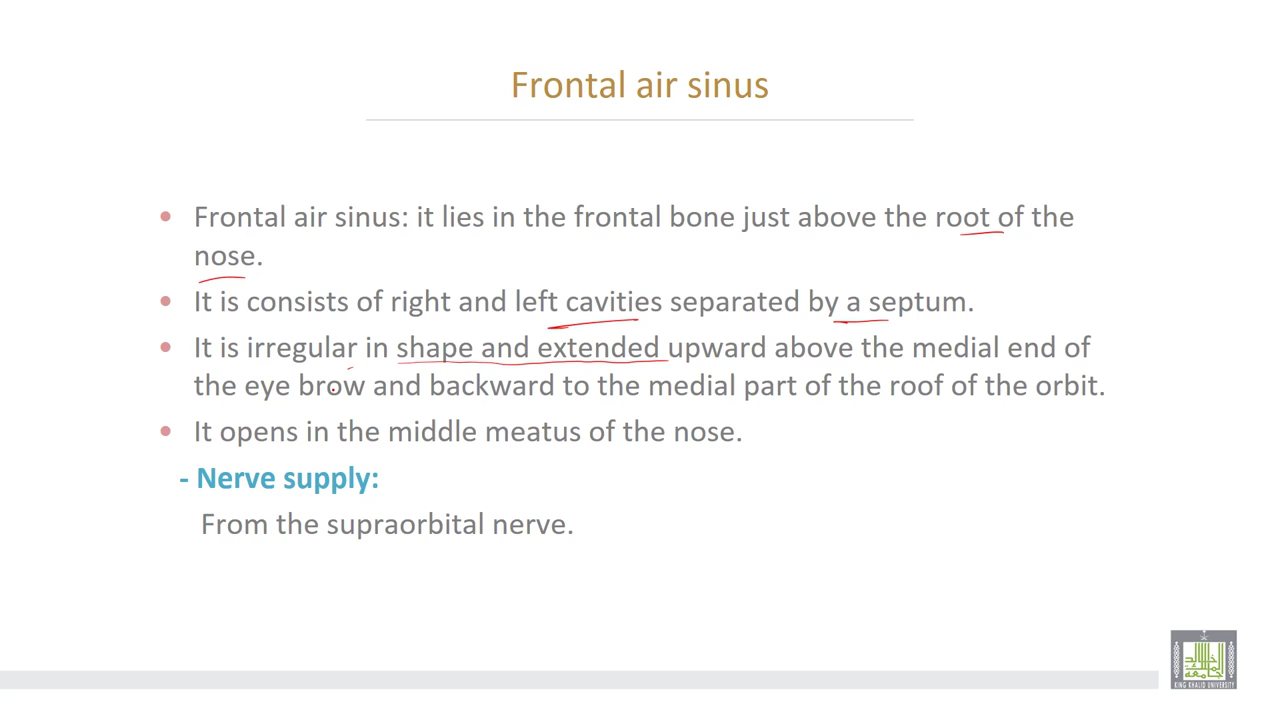 Frontal air sinus
• Frontal air sinus: it lies in the frontal bone just above the root of the
nose.
• It is consists of right and left cavities separated by a septum.
• It is irregular in shape and extended upward above the medial end of
the eye brow and backward to the medial part of the roof of the orbit.
• It opens in the middle meatus of the nose.
- Nerve supply:
From the supraorbital nerve.
KING KHALID UNIVERSITY